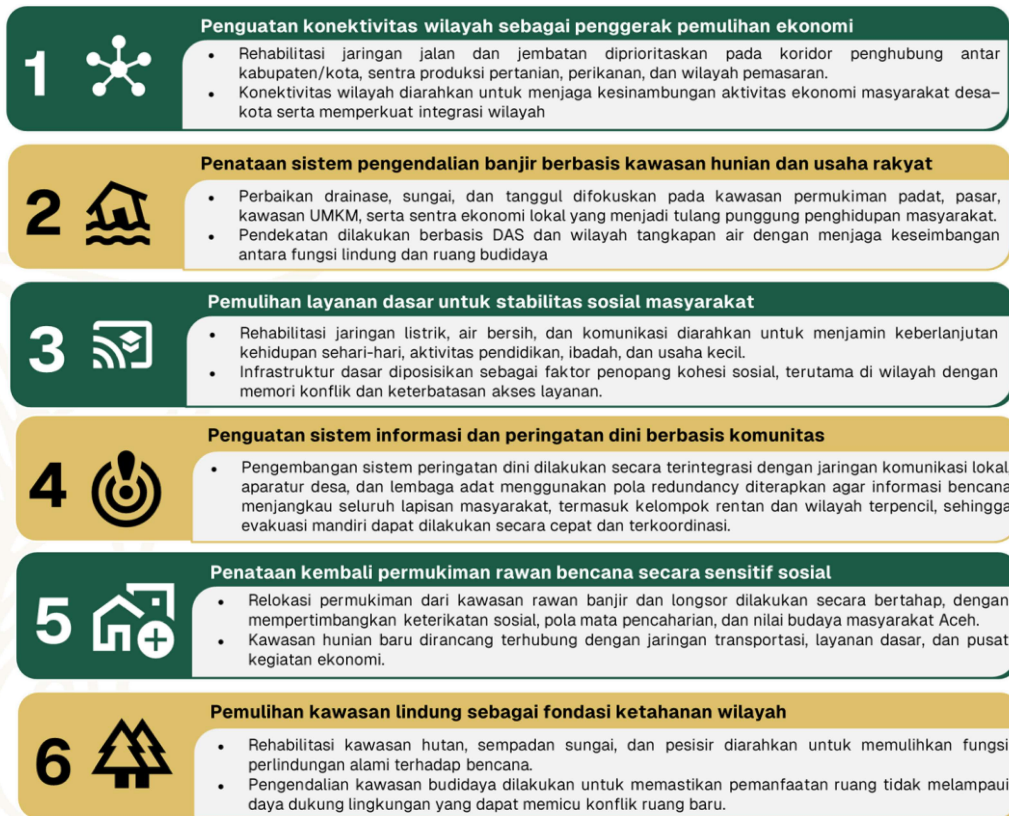 1
Penguatan konektivitas wilayah sebagai penggerak pemulihan ekonomi
• Rehabilitasi jaringan jalan dan jembatan diprioritaskan pada koridor penghubung antar
kabupaten/kota, sentra produksi pertanian, perikanan, dan wilayah pemasaran.
• Konektivitas wilayah diarahkan untuk menjaga kesinambungan aktivitas ekonomi masyarakat desa–
kota serta memperkuat integrasi wilayah
2
Penataan sistem pengendalian banjir berbasis kawasan hunian dan usaha rakyat
• Perbaikan drainase, sungai, dan tanggul difokuskan pada kawasan permukiman padat, pasar,
kawasan UMKM, serta sentra ekonomi lokal yang menjadi tulang punggung penghidupan masyarakat.
• Pendekatan dilakukan berbasis DAS dan wilayah tangkapan air dengan menjaga keseimbangan
antara fungsi lindung dan ruang budidaya
3
Pemulihan layanan dasar untuk stabilitas sosial masyarakat
• Rehabilitasi jaringan listrik, air bersih, dan komunikasi diarahkan untuk menjamin keberlanjutan
kehidupan sehari-hari, aktivitas pendidikan, ibadah, dan usaha kecil.
• Infrastruktur dasar diposisikan sebagai faktor penopang kohesi sosial, terutama di wilayah dengan
memori konflik dan keterbatasan akses layanan.
4
Penguatan sistem informasi dan peringatan dini berbasis komunitas
• Pengembangan sistem peringatan dini dilakukan secara terintegrasi dengan jaringan komunikasi lokal,
aparatur desa, dan lembaga adat menggunakan pola redundancy diterapkan agar informasi bencana
menjangkau seluruh lapisan masyarakat, termasuk kelompok rentan dan wilayah terpencil, sehingga
evakuasi mandiri dapat dilakukan secara cepat dan terkoordinasi.
5
Penataan kembali permukiman rawan bencana secara sensitif sosial
• Relokasi permukiman dari kawasan rawan banjir dan longsor dilakukan secara bertahap, dengan
mempertimbangkan keterikatan sosial, pola mata pencaharian, dan nilai budaya masyarakat Aceh.
• Kawasan hunian baru dirancang terhubung dengan jaringan transportasi, layanan dasar, dan pusat
kegiatan ekonomi.
6
Pemulihan kawasan lindung sebagai fondasi ketahanan wilayah
• Rehabilitasi kawasan hutan, sempadan sungai, dan pesisir diarahkan untuk memulihkan fungsi
perlindungan alami terhadap bencana.
• Pengendalian kawasan budidaya dilakukan untuk memastikan pemanfaatan ruang tidak melampaui
daya dukung lingkungan yang dapat memicu konflik ruang baru.